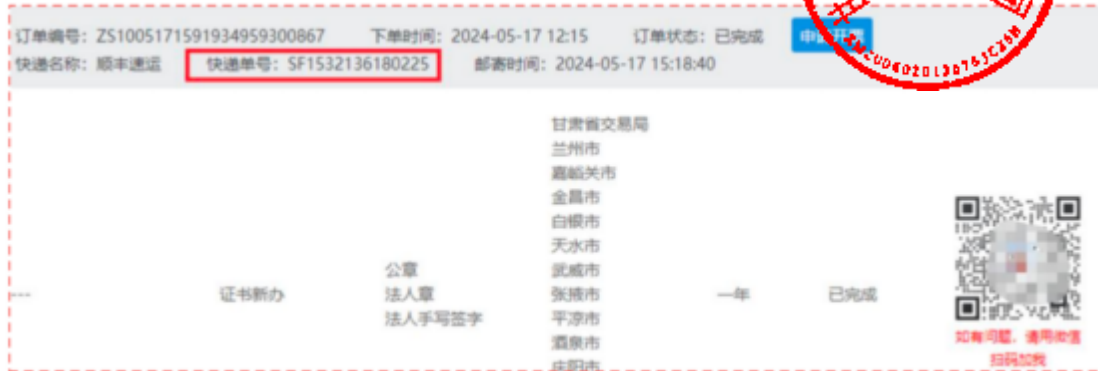 订单编号：ZS10051715919349​59300867 下单时间：2024-05-17 12:15 订单状态：已完成
快递名称：顺丰速运 快递单号：SF1532136180225 邮寄时间：2024-05-17 15:18:40
甘肃省交易局
兰州市
嘉峪关市
金昌市
白银市
天水市
公章 武威市
---- 证书新办 法人章 张掖市 一年 已完成
法人手写签字 平凉市
酒泉市
庆阳市
如有问题，请用微信
扫码加我